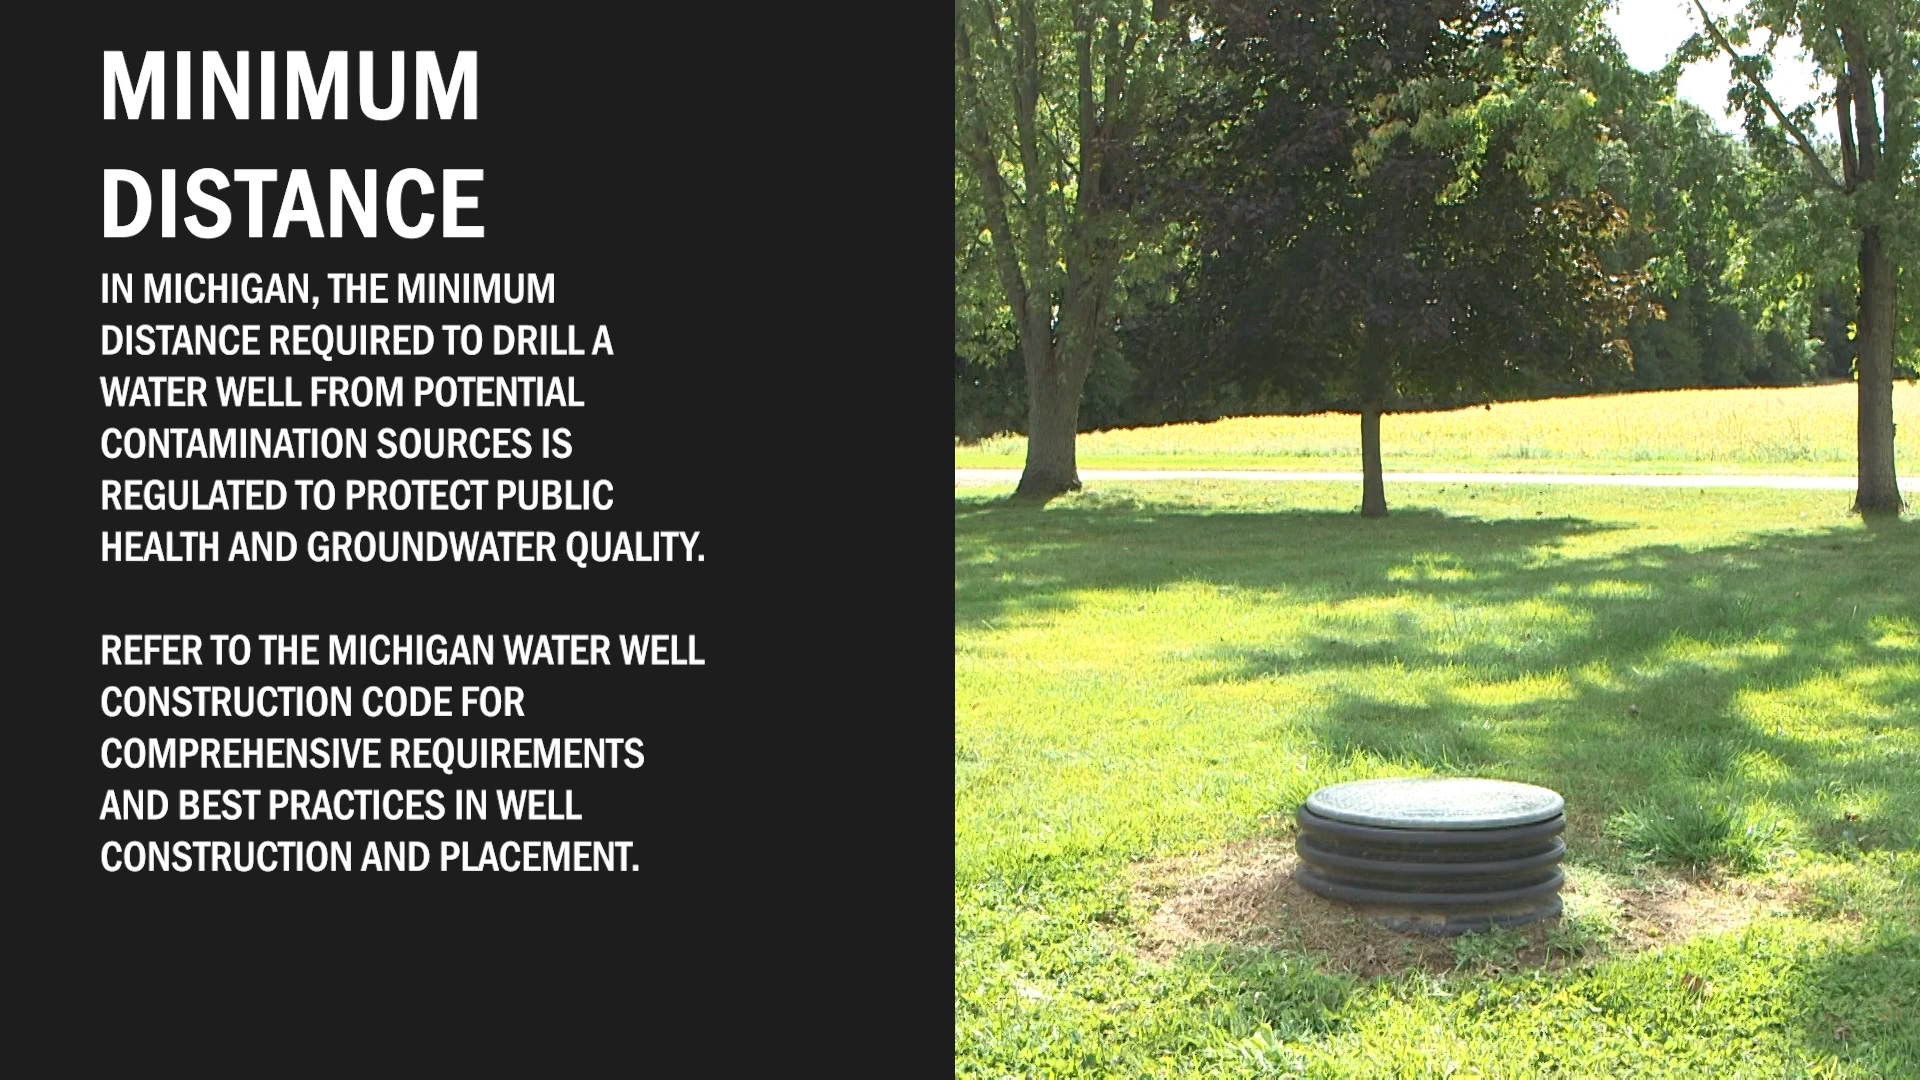 MINIMUM
DISTANCE
IN MICHIGAN, THE MINIMUM
DISTANCE REQUIRED TO DRILL A
WATER WELL FROM POTENTIAL
CONTAMINATION SOURCES IS
REGULATED TO PROTECT PUBLIC
HEALTH AND GROUNDWATER QUALITY.
REFER TO THE MICHIGAN WATER WELL
CONSTRUCTION CODE FOR
COMPREHENSIVE REQUIREMENTS
AND BEST PRACTICES IN WELL
CONSTRUCTION AND PLACEMENT.